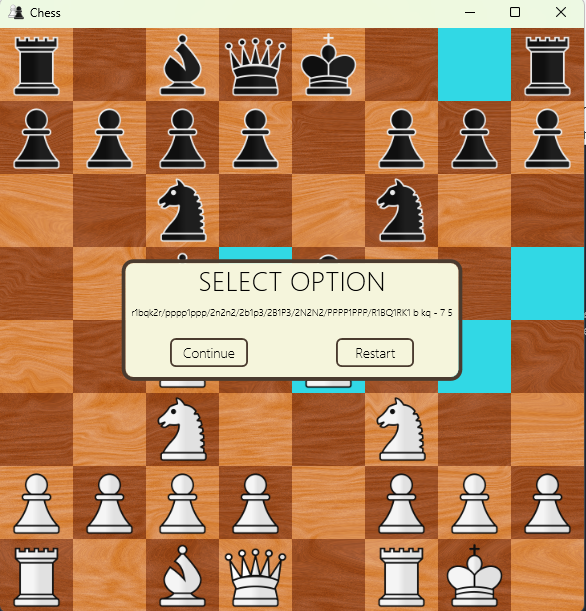 Chess
SELECT OPTION
r1bqk2r/pppp1ppp/2n2n2/2b1p3/2B1P3/2N2N2/PPPP1PPP/R1BQ1RK1 b kq - 7 5
Continue
Restart